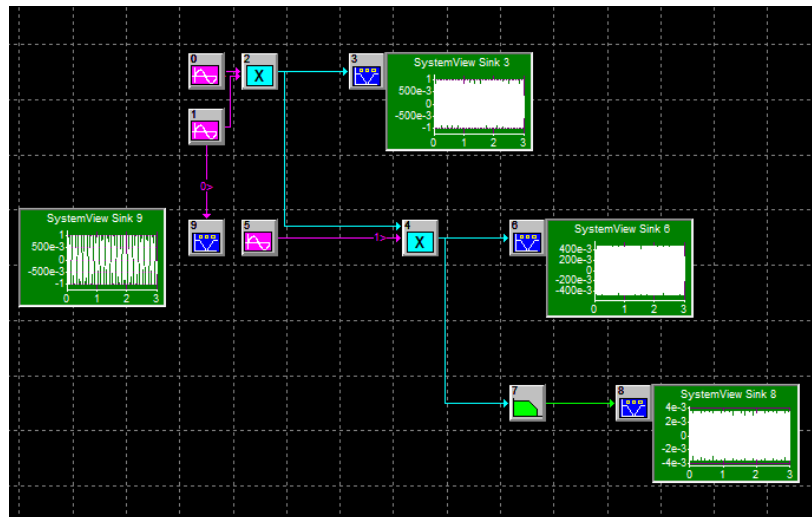 0
2
X
3
SystemView Sink 3
1
500e-3
0
-500e-3
-1
0 1 2 3
1
0>
SystemView Sink 9
1
500e-3
0
-500e-3
-1
0 1 2 3
9
5
1>
4
X
6
SystemView Sink 6
400e-3
200e-3
0
-200e-3
-400e-3
0 1 2 3
7
8
SystemView Sink 8
4e-3
2e-3
0
-2e-3
-4e-3
0 1 2 3